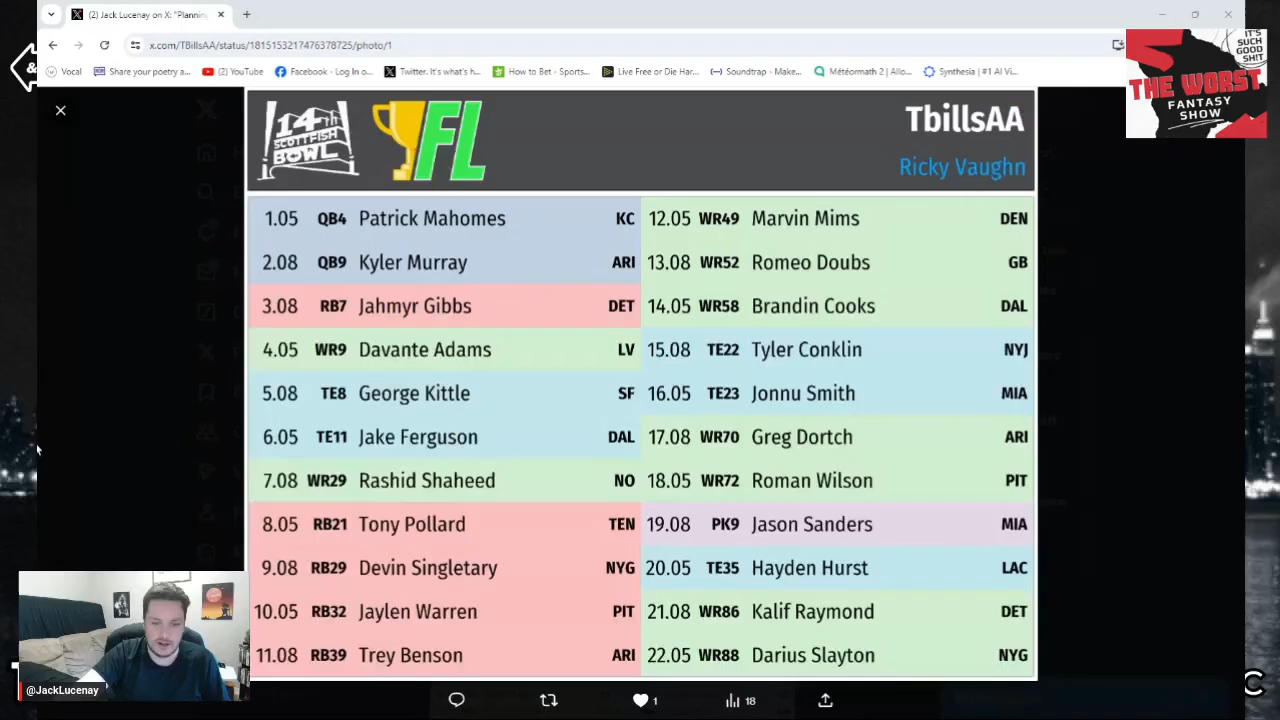 (2) Jack Lucenay on X: "Planning
x.com/TBillsAA/status/1815153217476378725/photo/1
Vocal
Share your poetry a...
(2) YouTube
Facebook - Log In o...
Twitter. It's what's h...
How to Bet - Sports...
Live Free or Die Har...
Soundtrap - Make...
Météormath 2 | Allo...
Synthesia | #1 AI Vi...
IT'S
SUCH
GOOD
SH!T
THE WORST
FANTASY
SHOW
&
14th
SCOTTFISH
BOWL
FL
TbillsAA
Ricky Vaughn
1.05 QB4 Patrick Mahomes KC
2.08 QB9 Kyler Murray ARI
3.08 RB7 Jahmyr Gibbs DET
4.05 WR9 Davante Adams LV
5.08 TE8 George Kittle SF
6.05 TE11 Jake Ferguson DAL
7.08 WR29 Rashid Shaheed NO
8.05 RB21 Tony Pollard TEN
9.08 RB29 Devin Singletary NYG
10.05 RB32 Jaylen Warren PIT
11.08 RB39 Trey Benson ARI
12.05 WR49 Marvin Mims DEN
13.08 WR52 Romeo Doubs GB
14.05 WR58 Brandin Cooks DAL
15.08 TE22 Tyler Conklin NYJ
16.05 TE23 Jonnu Smith MIA
17.08 WR70 Greg Dortch ARI
18.05 WR72 Roman Wilson PIT
19.08 PK9 Jason Sanders MIA
20.05 TE35 Hayden Hurst LAC
21.08 WR86 Kalif Raymond DET
22.05 WR88 Darius Slayton NYG
@JackLucenay
1
18